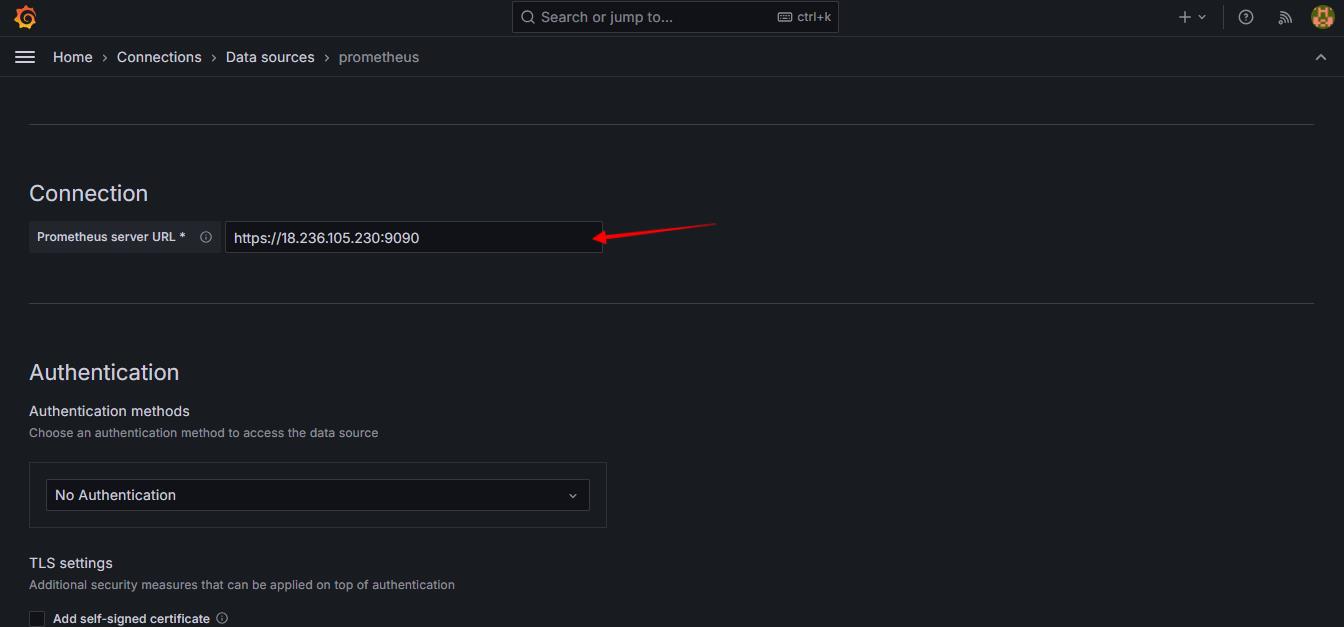 Search or jump to... ctrl+k
Home › Connections › Data sources › prometheus
Connection
Prometheus server URL * https://18.236.105.230:9090
Authentication
Authentication methods
Choose an authentication method to access the data source
No Authentication
TLS settings
Additional security measures that can be applied on top of authentication
Add self-signed certificate